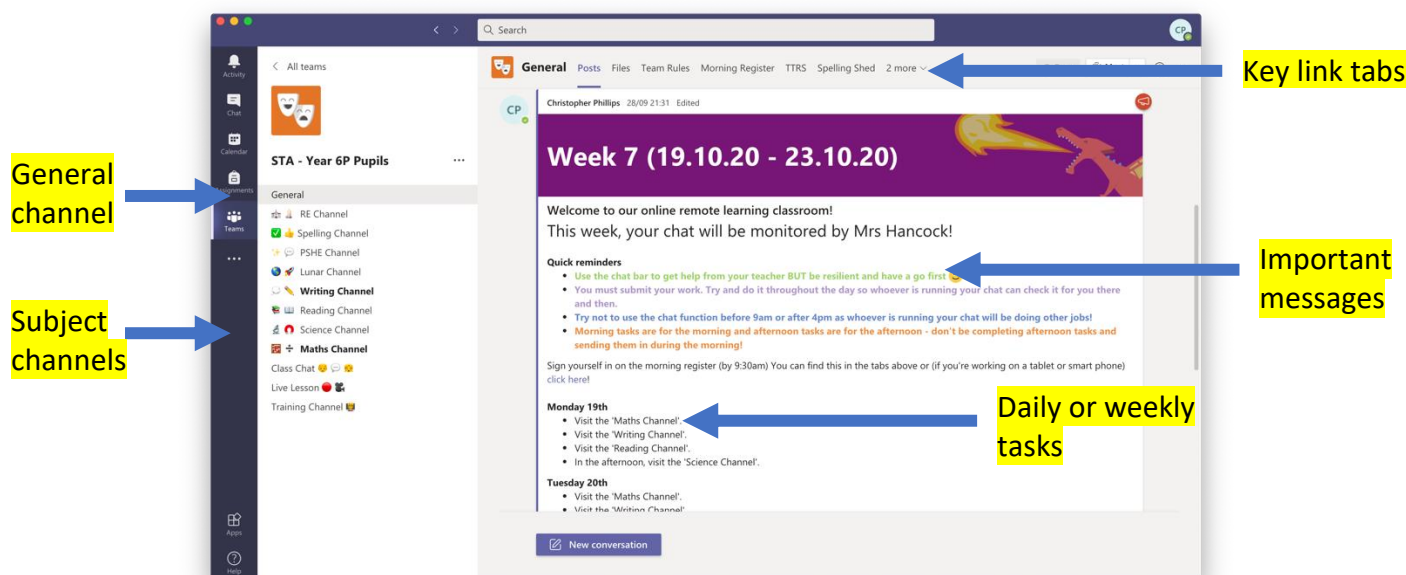 Search
CP
Activity
Chat
Calendar
Assignments
Teams
Apps
Help
All teams
STA - Year 6P Pupils
General
RE Channel
Spelling Channel
PSHE Channel
Lunar Channel
Writing Channel
Reading Channel
Science Channel
Maths Channel
Class Chat
Live Lesson
Training Channel
General Posts Files Team Rules Morning Register TTRS Spelling Shed 2 more
CP
Christopher Phillips 28/09 21:31 Edited
Week 7 (19.10.20 - 23.10.20)
Welcome to our online remote learning classroom!
This week, your chat will be monitored by Mrs Hancock!
Quick reminders
• Use the chat bar to get help from your teacher BUT be resilient and have a go first
• You must submit your work. Try and do it throughout the day so whoever is running your chat can check it for you there
and then.
• Try not to use the chat function before 9am or after 4pm as whoever is running your chat will be doing other jobs!
• Morning tasks are for the morning and afternoon tasks are for the afternoon - don't be completing afternoon tasks and
sending them in during the morning!
Sign yourself in on the morning register (by 9:30am) You can find this in the tabs above or (if you're working on a tablet or smart phone)
click here!
Monday 19th
• Visit the 'Maths Channel'.
• Visit the 'Writing Channel'.
• Visit the 'Reading Channel'.
• In the afternoon, visit the 'Science Channel'.
Tuesday 20th
• Visit the 'Maths Channel'.
• Visit the 'Writing Channel'
New conversation
General
channel
Subject
channels
Key link tabs
Important
messages
Daily or weekly
tasks